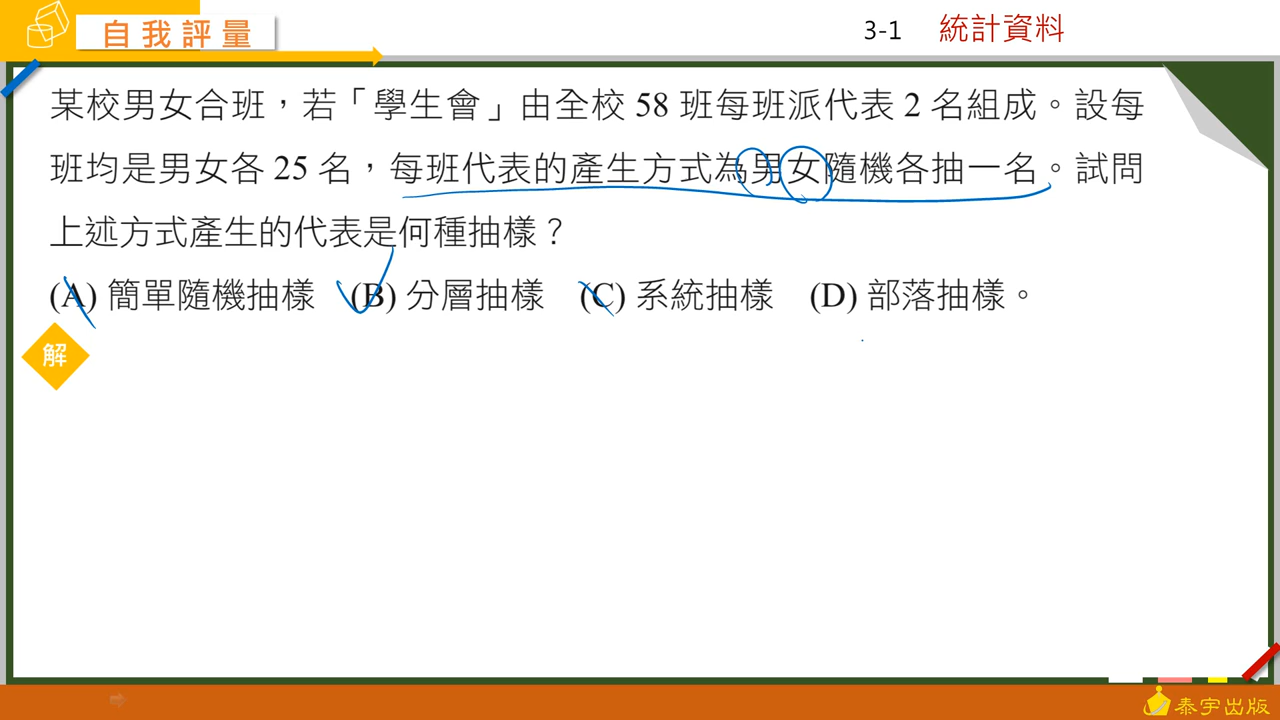 自我評量
3-1 統計資料
某校男女合班，若「學生會」由全校 58 班每班派代表 2 名組成。設每
班均是男女各 25 名，每班代表的產生方式為男女隨機各抽一名。試問
上述方式產生的代表是何種抽樣？
(A) 簡單隨機抽樣 (B) 分層抽樣 (C) 系統抽樣 (D) 部落抽樣。
解
泰宇出版